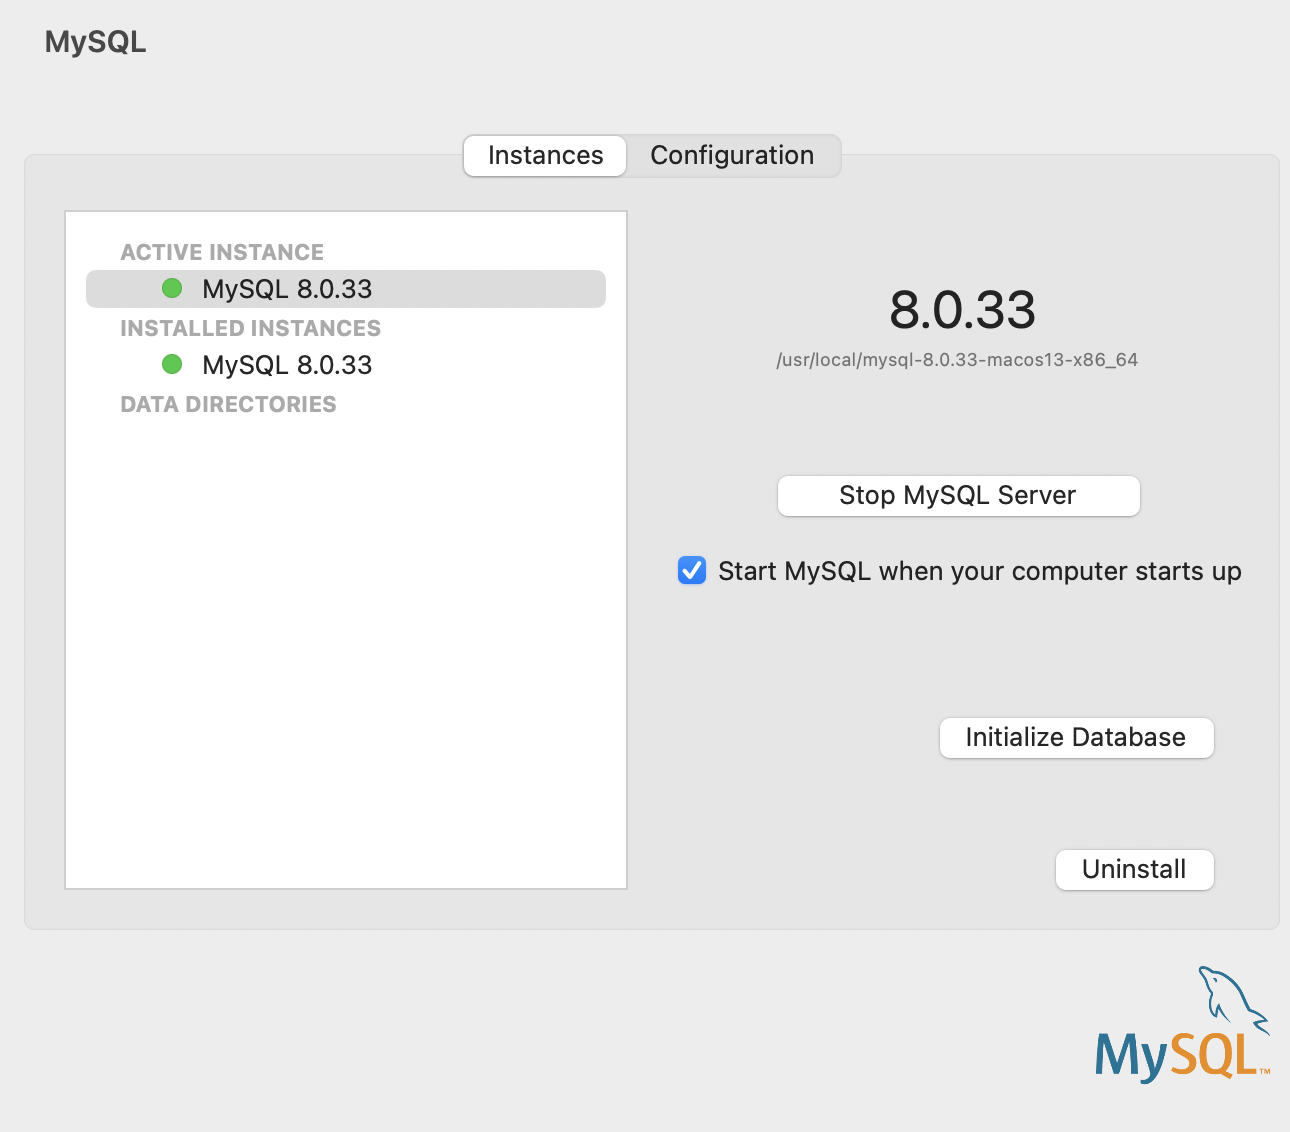 MySQL
Instances
Configuration
ACTIVE INSTANCE
MySQL 8.0.33
INSTALLED INSTANCES
MySQL 8.0.33
DATA DIRECTORIES
8.0.33
/usr/local/mysql-8.0.33-macos13-x86_64
Stop MySQL Server
Start MySQL when your computer starts up
Initialize Database
Uninstall
MySQL™